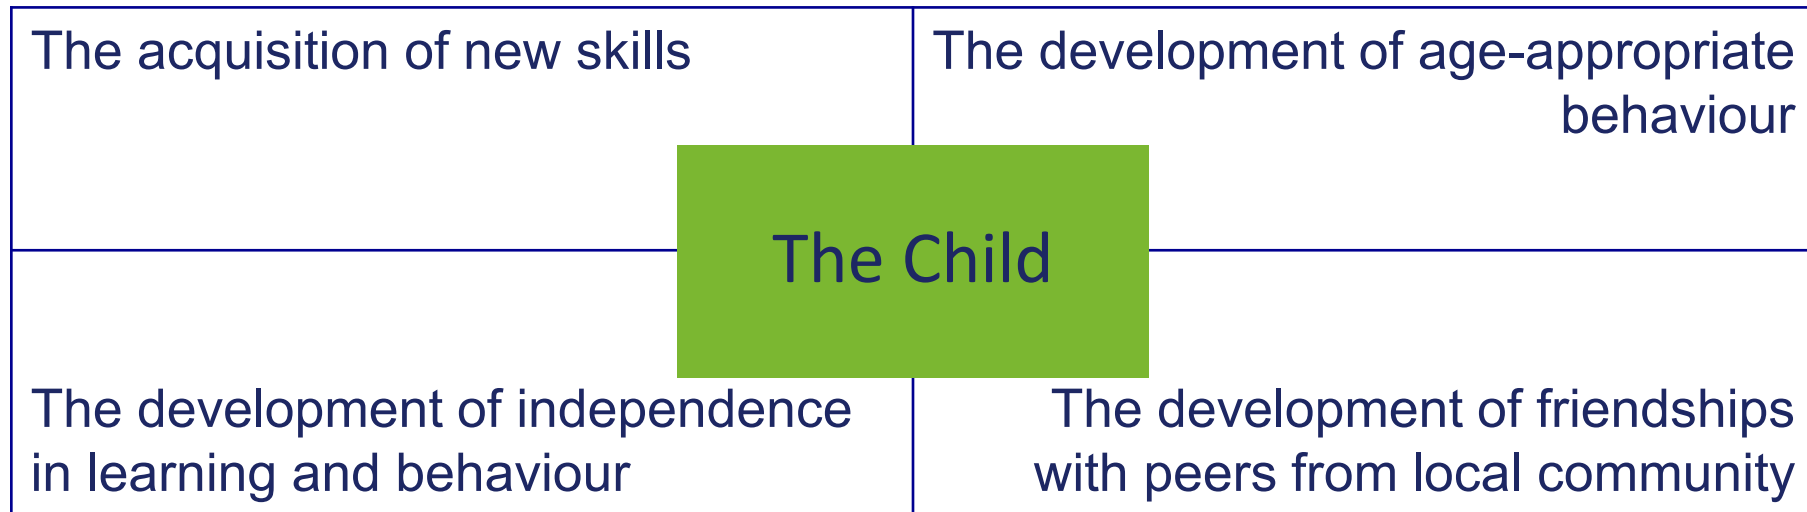 The acquisition of new skills
The development of age-appropriate
behaviour
The Child
The development of independence
in learning and behaviour
The development of friendships
with peers from local community